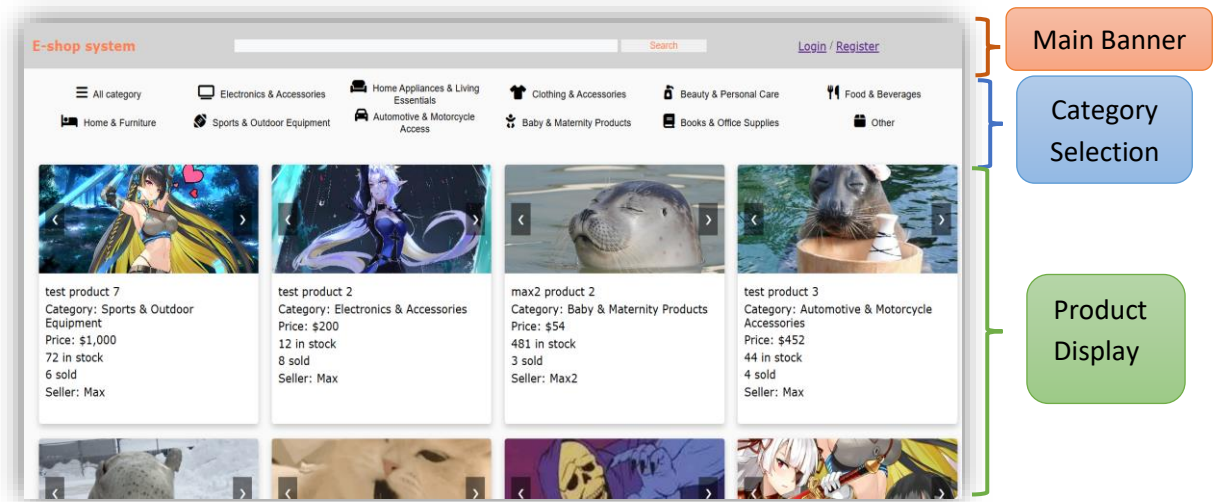 E-shop system
Search
Login / Register
Main Banner
All category
Electronics & Accessories
Home Appliances & Living
Essentials
Clothing & Accessories
Beauty & Personal Care
Food & Beverages
Home & Furniture
Sports & Outdoor Equipment
Automotive & Motorcycle
Access
Baby & Maternity Products
Books & Office Supplies
Other
Category
Selection
test product 7
Category: Sports & Outdoor
Equipment
Price: $1,000
72 in stock
6 sold
Seller: Max
test product 2
Category: Electronics & Accessories
Price: $200
12 in stock
8 sold
Seller: Max
max2 product 2
Category: Baby & Maternity Products
Price: $54
481 in stock
3 sold
Seller: Max2
test product 3
Category: Automotive & Motorcycle
Accessories
Price: $452
44 in stock
4 sold
Seller: Max
Product
Display